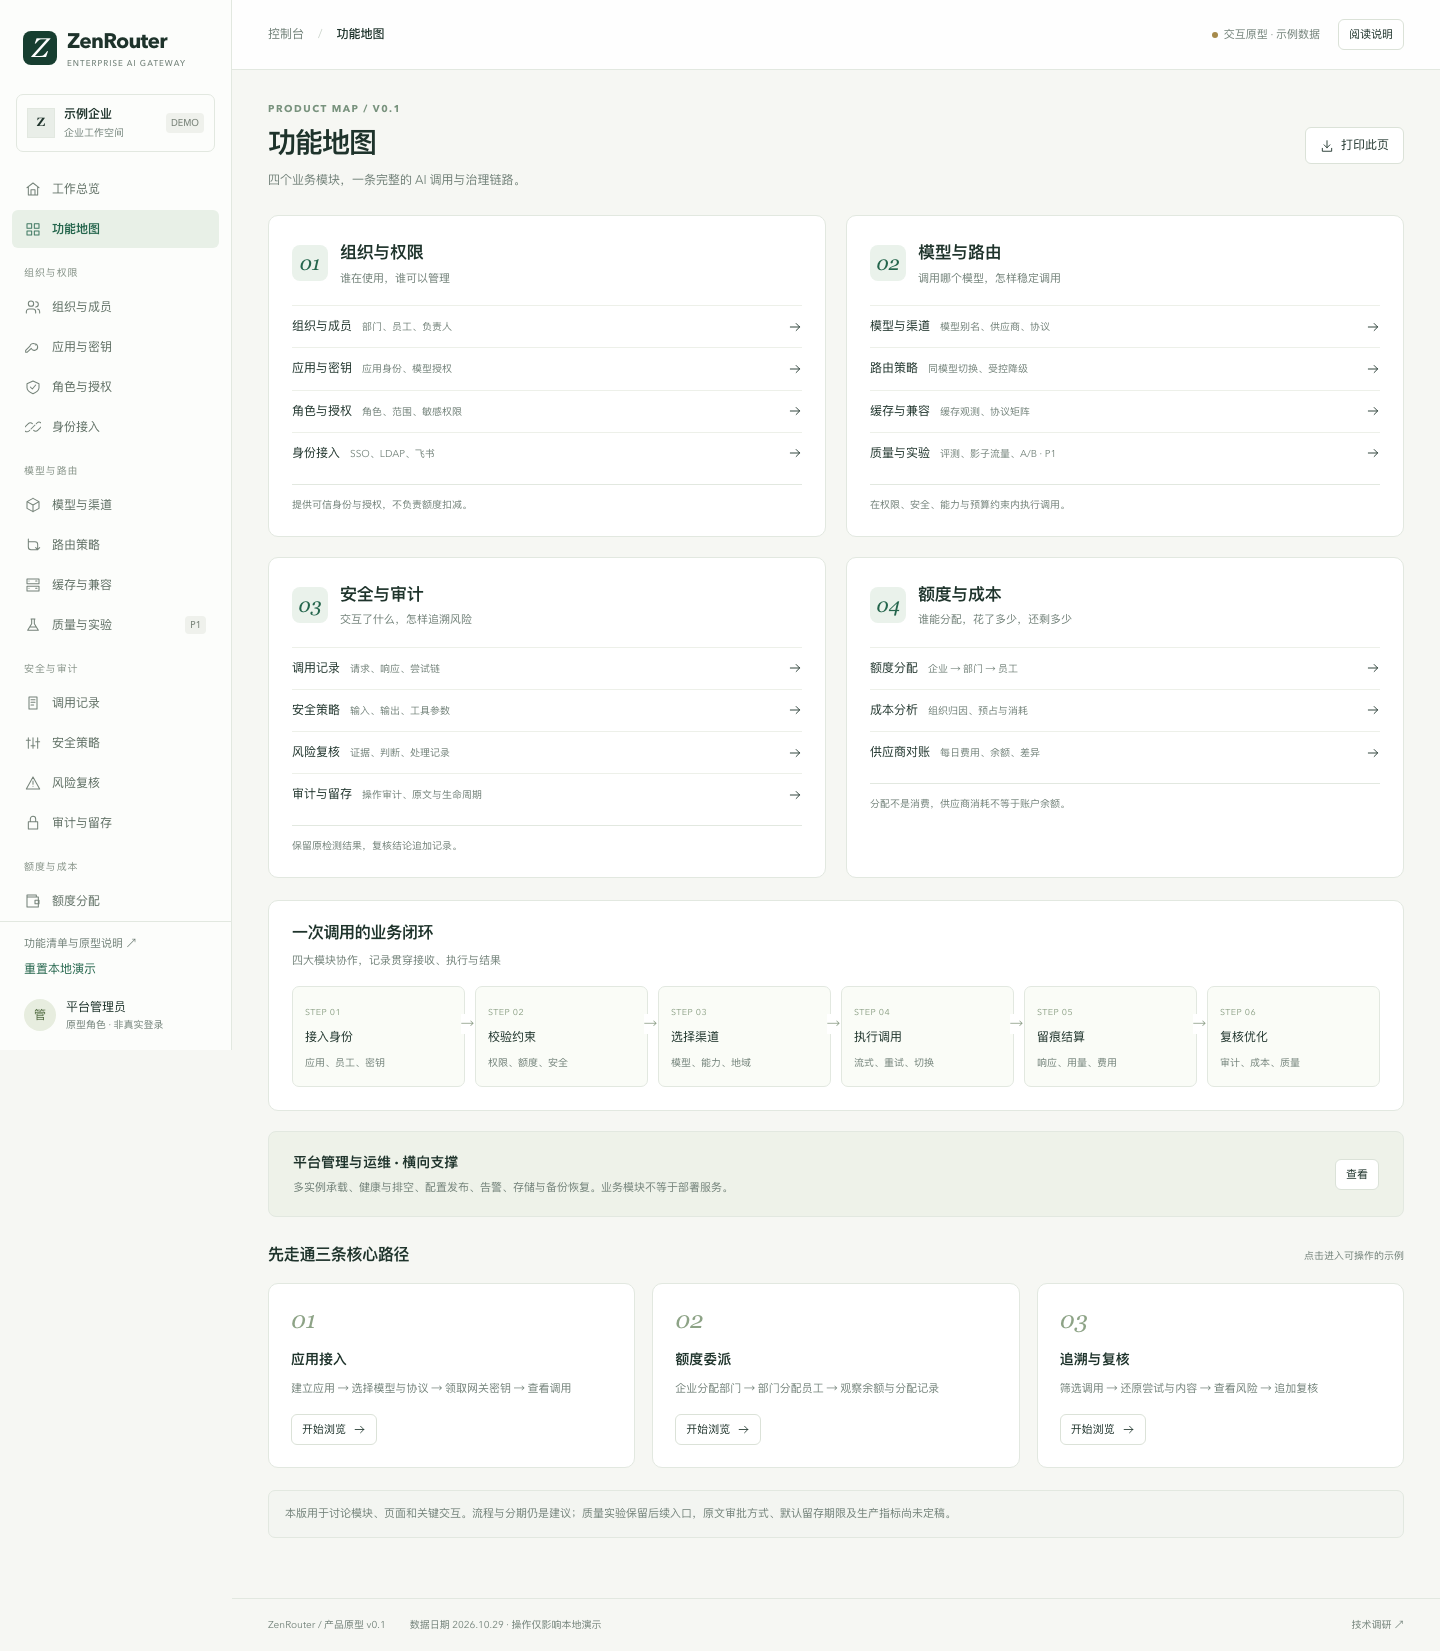 Z ZenRouter
ENTERPRISE AI GATEWAY
Z 示例企业 DEMO
企业工作空间
工作总览
功能地图
组织与权限
组织与成员
应用与密钥
角色与授权
身份接入
模型与路由
模型与渠道
路由策略
缓存与兼容
质量与实验 P1
安全与审计
调用记录
安全策略
风险复核
审计与留存
额度与成本
额度分配
功能清单与原型说明 ↗
重置本地演示
管 平台管理员
原型角色 · 非真实登录
控制台 / 功能地图
交互原型 · 示例数据 阅读说明
PRODUCT MAP / V0.1
功能地图
打印此页
四个业务模块，一条完整的 AI 调用与治理链路。
01 组织与权限
谁在使用，谁可以管理
组织与成员 部门、员工、负责人 →
应用与密钥 应用身份、模型授权 →
角色与授权 角色、范围、敏感权限 →
身份接入 SSO、LDAP、飞书 →
提供可信身份与授权，不负责额度扣减。
02 模型与路由
调用哪个模型，怎样稳定调用
模型与渠道 模型别名、供应商、协议 →
路由策略 同模型切换、受控降级 →
缓存与兼容 缓存观测、协议矩阵 →
质量与实验 评测、影子流量、A/B · P1 →
在权限、安全、能力与预算约束内执行调用。
03 安全与审计
交互了什么，怎样追溯风险
调用记录 请求、响应、尝试链 →
安全策略 输入、输出、工具参数 →
风险复核 证据、判断、处理记录 →
审计与留存 操作审计、原文与生命周期 →
保留原检测结果，复核结论追加记录。
04 额度与成本
谁能分配，花了多少，还剩多少
额度分配 企业 → 部门 → 员工 →
成本分析 组织归因、预占与消耗 →
供应商对账 每日费用、余额、差异 →
分配不是消费，供应商消耗不等于账户余额。
一次调用的业务闭环
四大模块协作，记录贯穿接收、执行与结果
STEP 01
接入身份
应用、员工、密钥
→
STEP 02
校验约束
权限、额度、安全
→
STEP 03
选择渠道
模型、能力、地域
→
STEP 04
执行调用
流式、重试、切换
→
STEP 05
留痕结算
响应、用量、费用
→
STEP 06
复核优化
审计、成本、质量
平台管理与运维 · 横向支撑
多实例承载、健康与排空、配置发布、告警、存储与备份恢复。业务模块不等于部署服务。
查看
先走通三条核心路径
点击进入可操作的示例
01
应用接入
建立应用 → 选择模型与协议 → 领取网关密钥 → 查看调用
开始浏览 →
02
额度委派
企业分配部门 → 部门分配员工 → 观察余额与分配记录
开始浏览 →
03
追溯与复核
筛选调用 → 还原尝试与内容 → 查看风险 → 追加复核
开始浏览 →
本版用于讨论模块、页面和关键交互。流程与分期仍是建议；质量实验保留后续入口，原文审批方式、默认留存期限及生产指标尚未定稿。
ZenRouter / 产品原型 v0.1 数据日期 2026.10.29 · 操作仅影响本地演示
技术调研 ↗